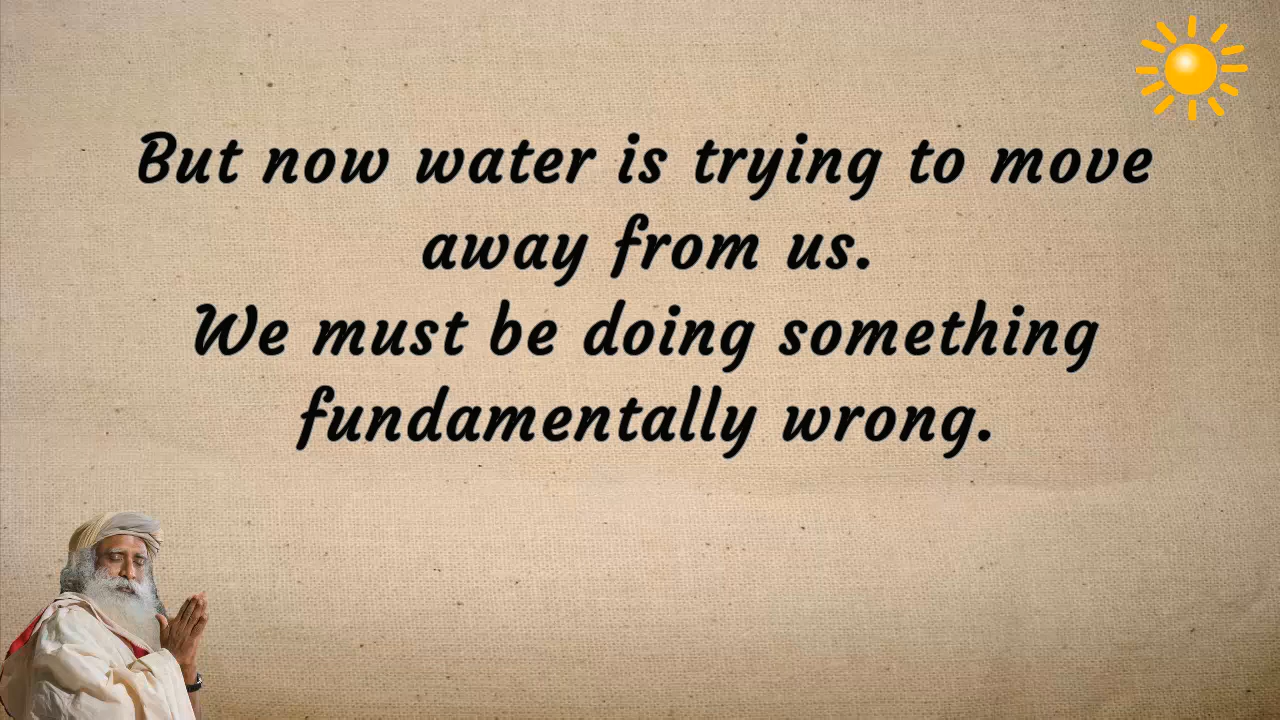 But now water is trying to move
away from us.
We must be doing something
fundamentally wrong.